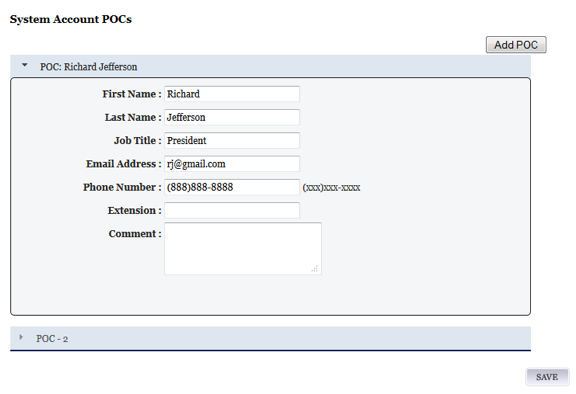 System Account POCs
Add POC
POC: Richard Jefferson
First Name : Richard
Last Name : Jefferson
Job Title : President
Email Address : rj@gmail.com
Phone Number : (888)888-8888 (xxx)xxx-xxxx
Extension :
Comment :
POC - 2
SAVE